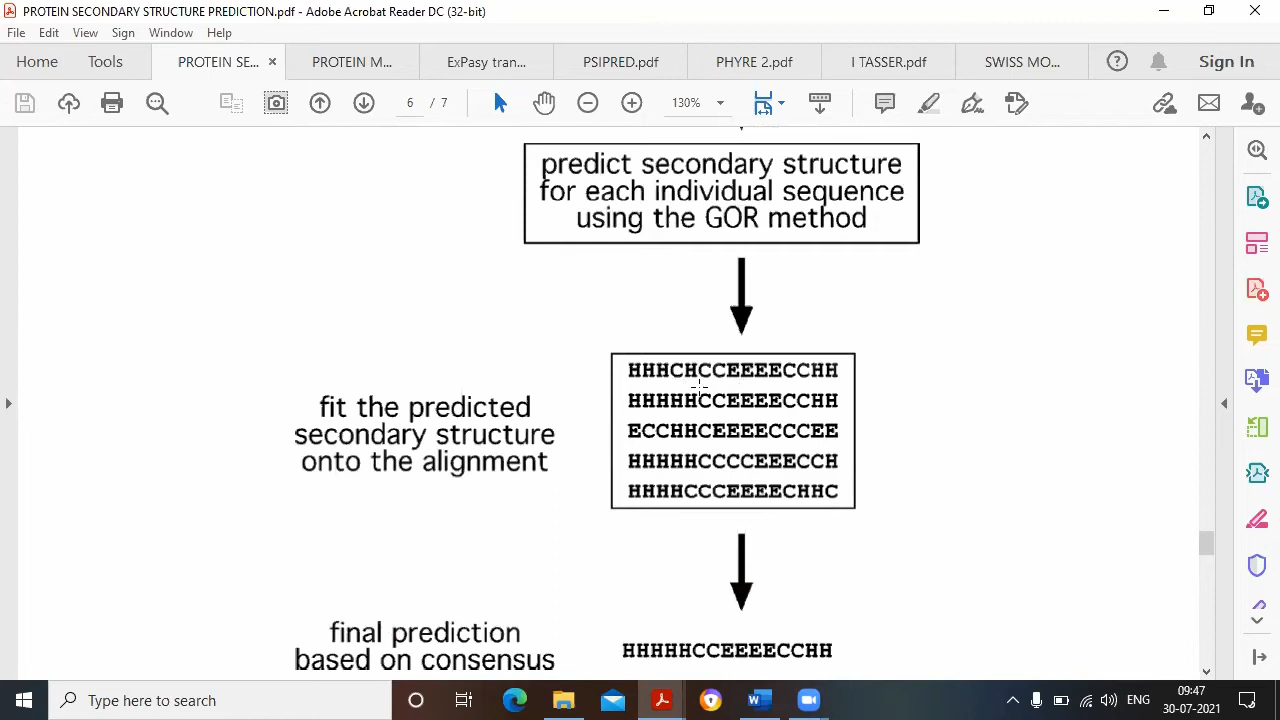 PROTEIN SECONDARY STRUCTURE PREDICTION.pdf - Adobe Acrobat Reader DC (32-bit)
File Edit View Sign Window Help
Home Tools PROTEIN SE... PROTEIN M... ExPasy tran... PSIPRED.pdf PHYRE 2.pdf I TASSER.pdf SWISS MO... Sign In
6 / 7 130%
predict secondary structure
for each individual sequence
using the GOR method
HHHCHCCEEEECCHH
HHHHHCCEEEECCHH
ECCHHCEEEECCCEE
HHHHHCCCCEEECCH
HHHHCCCEEEECHHC
fit the predicted
secondary structure
onto the alignment
final prediction
based on consensus
HHHHHCCEEEECCHH
Type here to search
ENG
09:47
30-07-2021